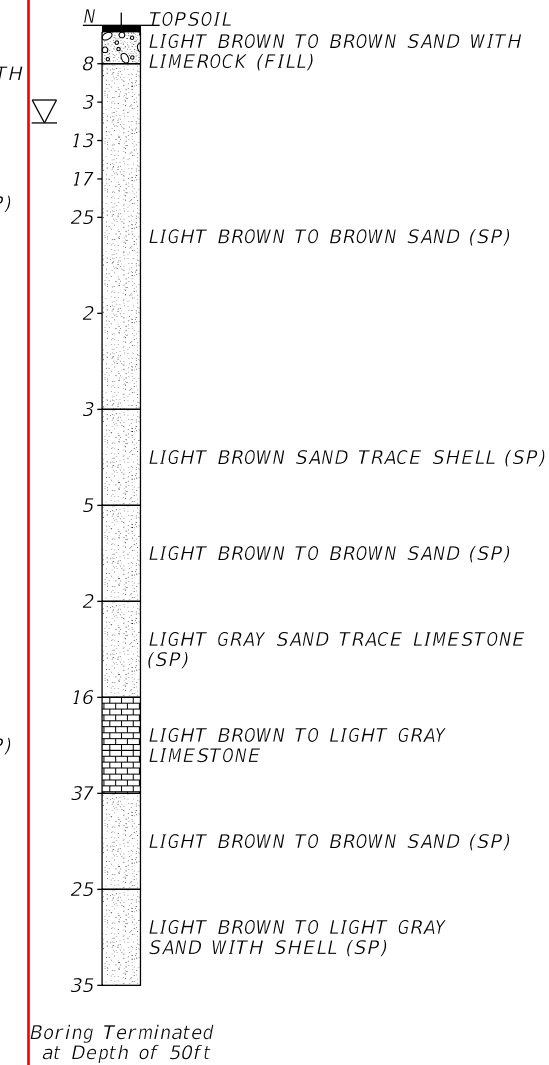 N
TOPSOIL
LIGHT BROWN TO BROWN SAND WITH
LIMEROCK (FILL)
8
TH
3
13
17
P)
25
LIGHT BROWN TO BROWN SAND (SP)
2
3
LIGHT BROWN SAND TRACE SHELL (SP)
5
LIGHT BROWN TO BROWN SAND (SP)
2
LIGHT GRAY SAND TRACE LIMESTONE
(SP)
16
LIGHT BROWN TO LIGHT GRAY
LIMESTONE
P)
37
LIGHT BROWN TO BROWN SAND (SP)
25
LIGHT BROWN TO LIGHT GRAY
SAND WITH SHELL (SP)
35
Boring Terminated
at Depth of 50ft